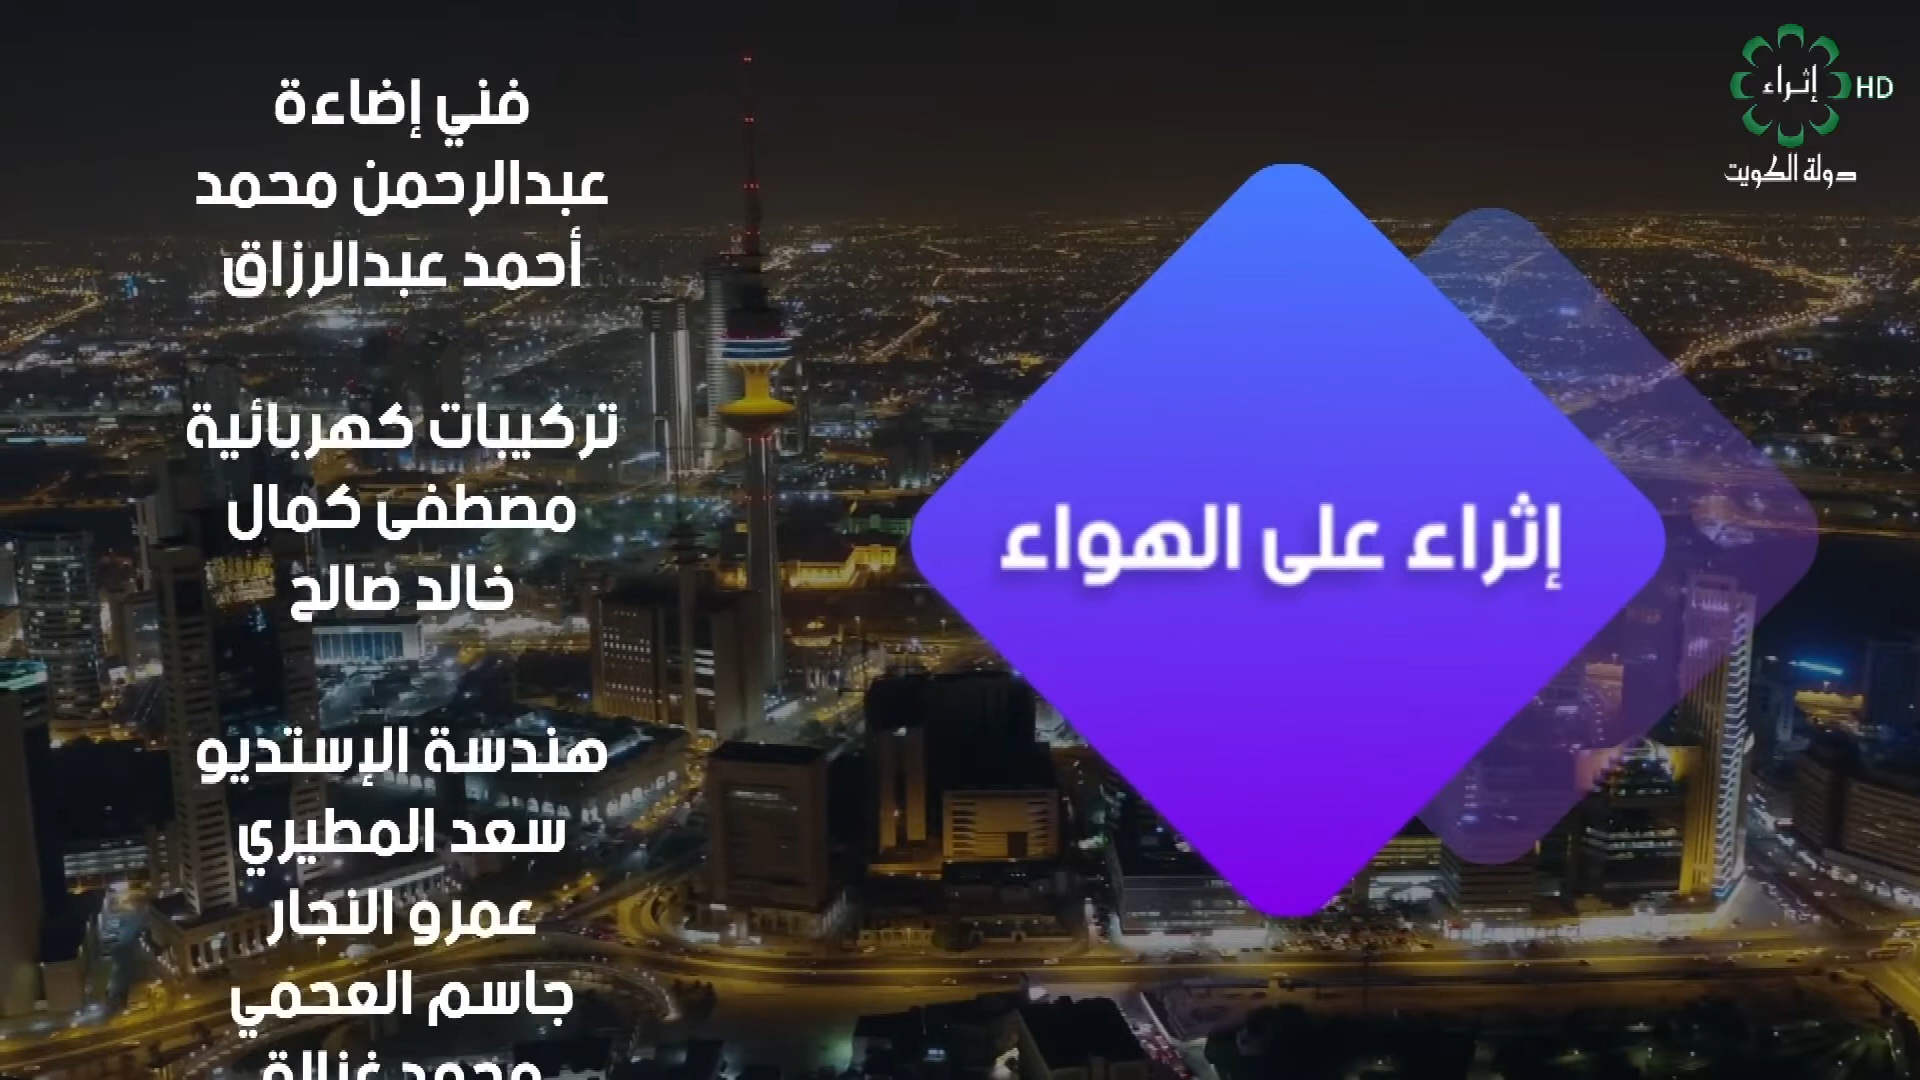 إثراء
HD
دولة الكويت
فني إضاءة
عبدالرحمن محمد
أحمد عبدالرزاق
تركيبات كهربائية
مصطفى كمال
خالد صالح
هندسة الإستديو
سعد المطيري
عمرو النجار
جاسم العجمي
إثراء على الهواء